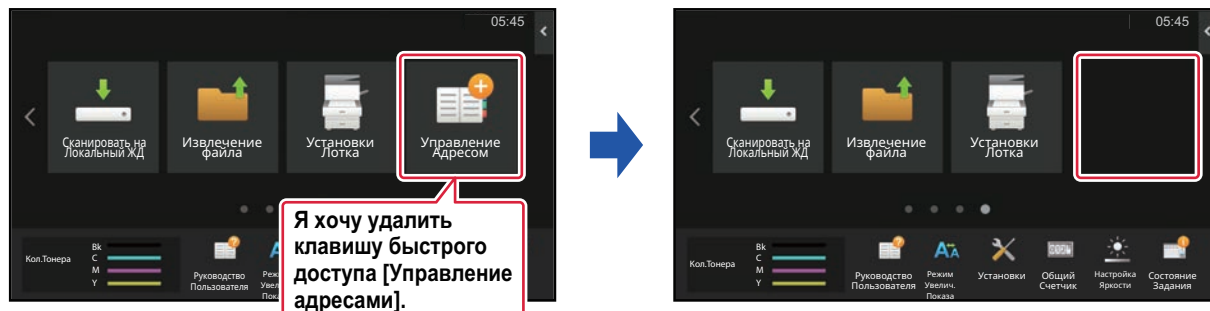 05:45
Сканировать на
Локальный ЖД
Извлечение
файла
Установки
Лотка
Управление
Адресом
Я хочу удалить
клавишу быстрого
доступа [Управление
адресами].
Кол.Тонера
Bk
C
M
Y
Руководство
Пользователя
05:45
Сканировать на
Локальный ЖД
Извлечение
файла
Установки
Лотка
Кол.Тонера
Bk
C
M
Y
Руководство
Пользователя
Режим
Увелич.
Показа
Установки
Общий
Счетчик
Настройка
Яркости
Состояние
Задания